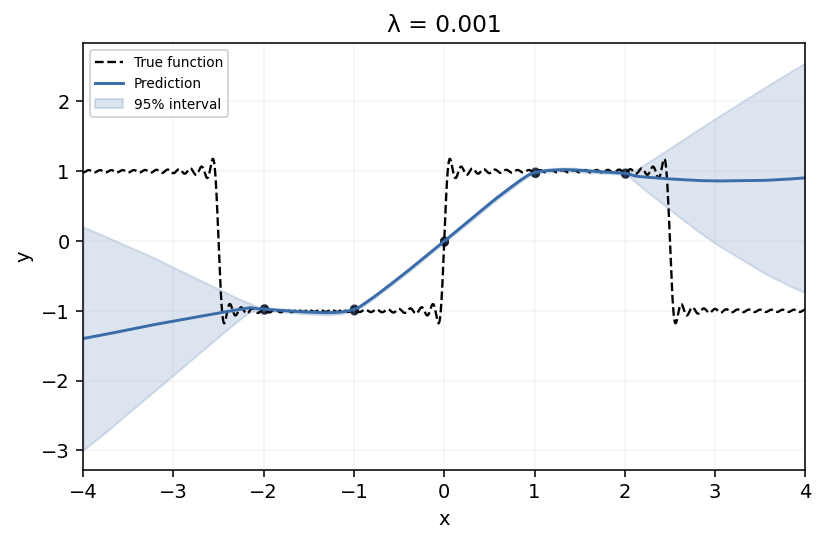 λ = 0.001
True function
Prediction
95% interval
y
2
1
0
−1
−2
−3
−4 −3 −2 −1 0 1 2 3 4
x